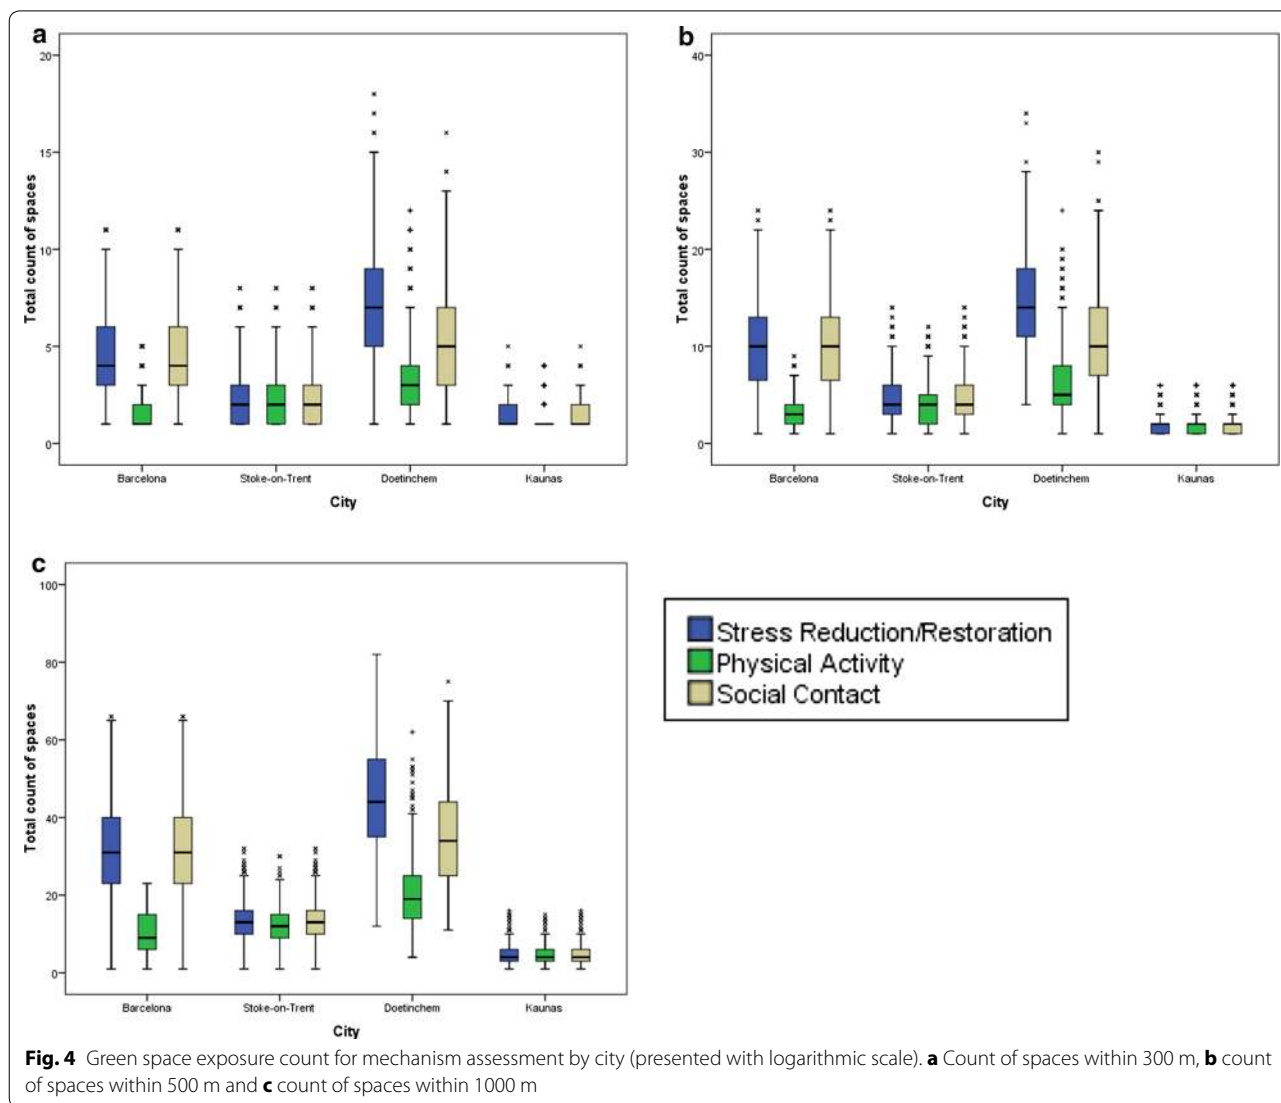 a
20
15
10
5
0
Total count of spaces
Barcelona Stoke-on-Trent Doetinchem Kaunas
City
b
40
30
20
10
0
Total count of spaces
Barcelona Stoke-on-Trent Doetinchem Kaunas
City
c
100
80
60
40
20
0
Total count of spaces
Barcelona Stoke-on-Trent Doetinchem Kaunas
City
Stress Reduction/Restoration
Physical Activity
Social Contact
Fig. 4 Green space exposure count for mechanism assessment by city (presented with logarithmic scale). a Count of spaces within 300 m, b count
of spaces within 500 m and c count of spaces within 1000 m